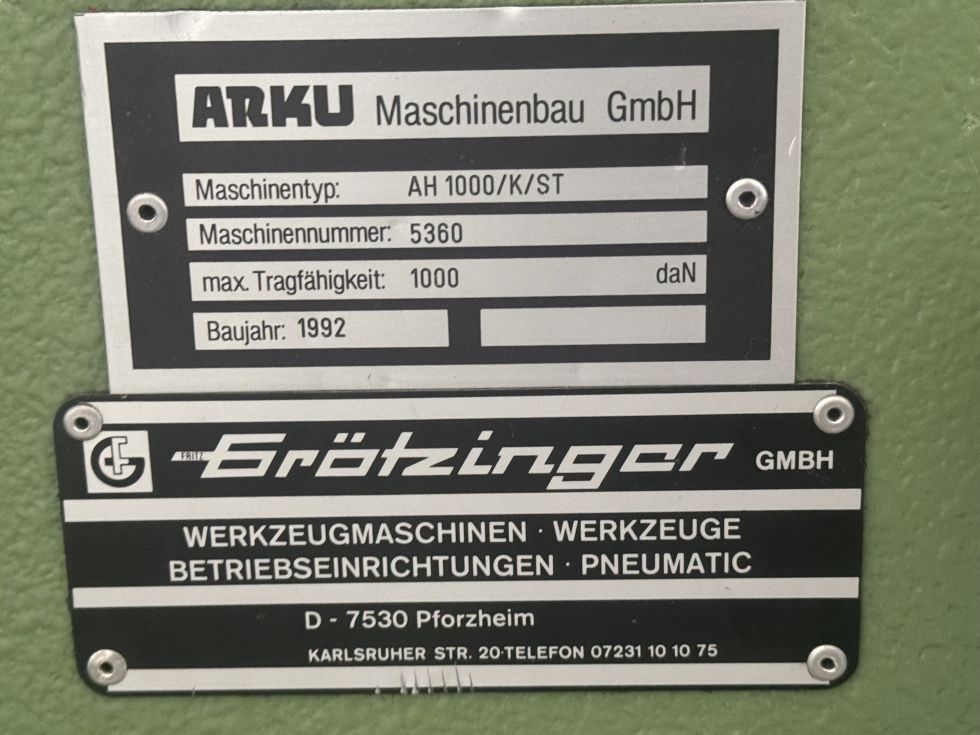 ARKU Maschinenbau GmbH
Maschinentyp: AH 1000/K/ST
Maschinennummer: 5360
max. Tragfähigkeit: 1000 daN
Baujahr: 1992
FRITZ Grötzinger GMBH
WERKZEUGMASCHINEN · WERKZEUGE
BETRIEBSEINRICHTUNGEN · PNEUMATIC
D - 7530 Pforzheim
KARLSRUHER STR. 20·TELEFON 07231 10 10 75